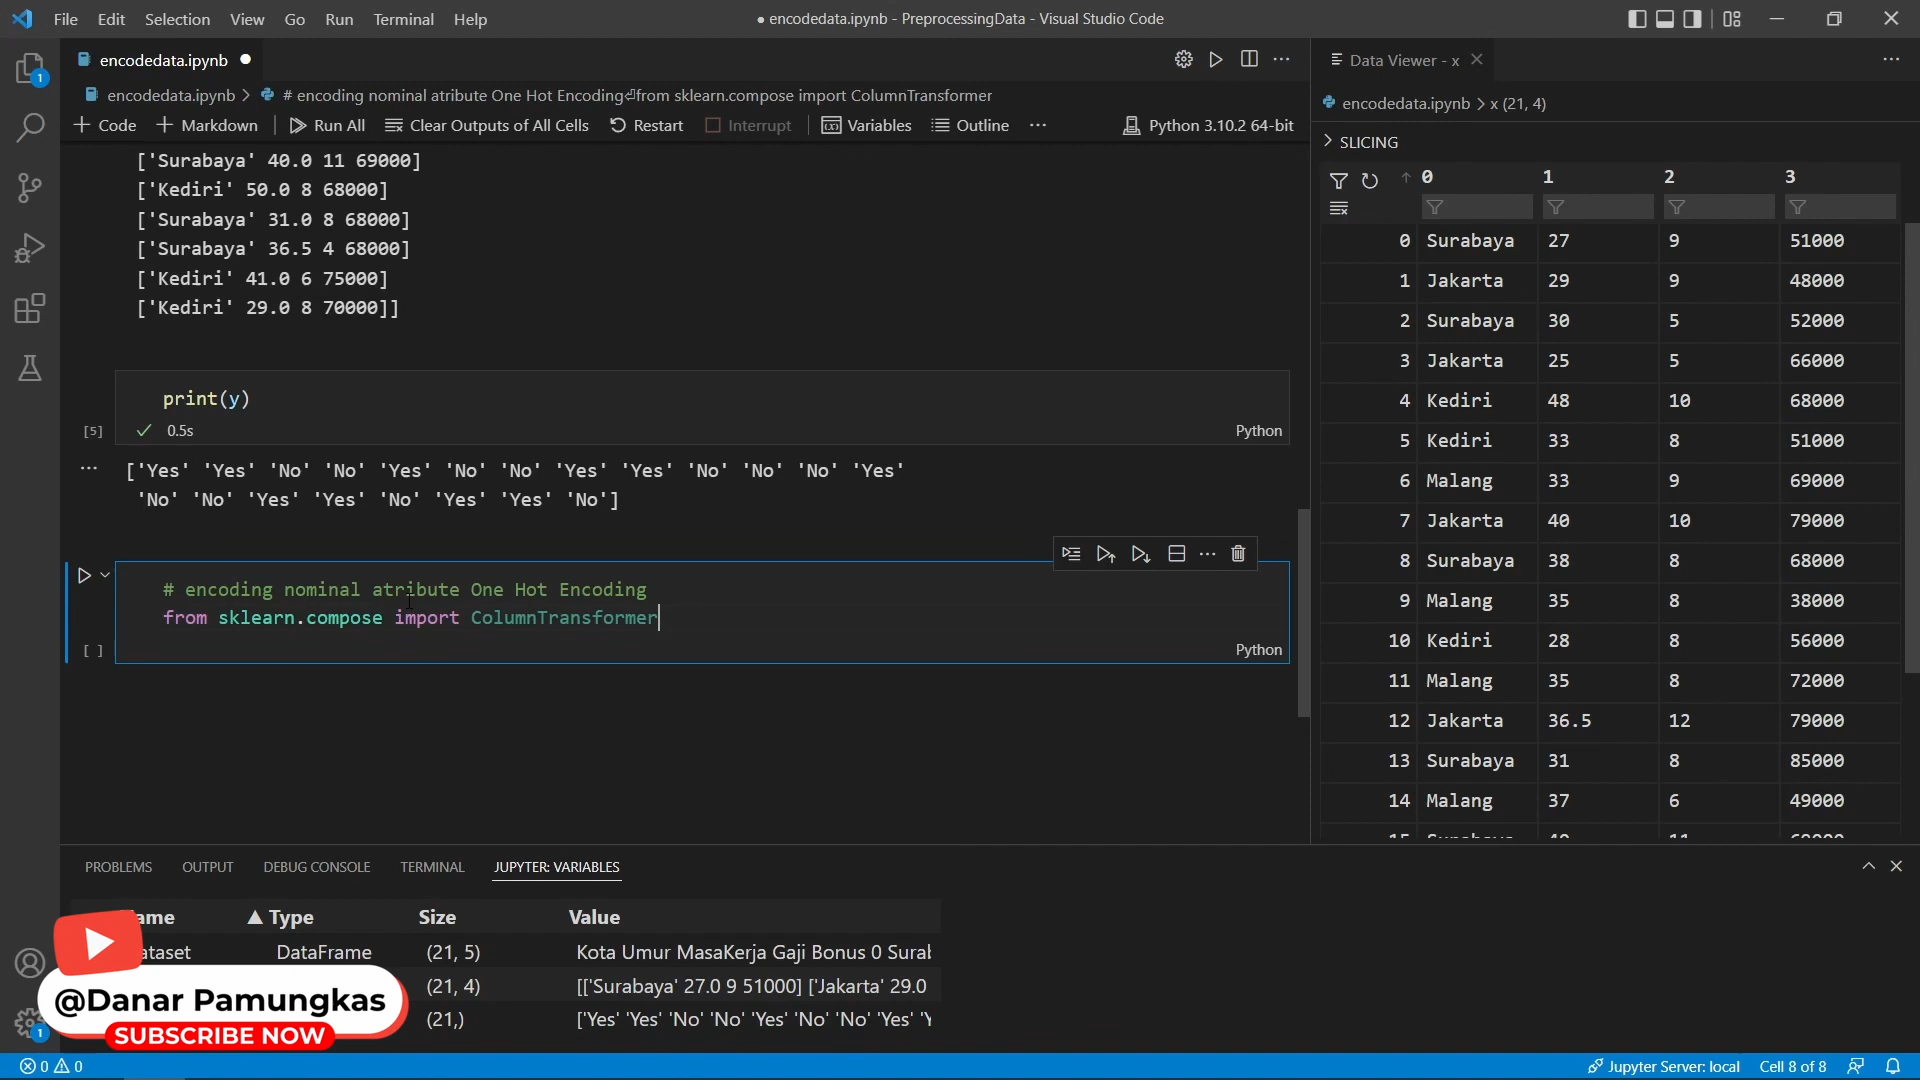 File Edit Selection View Go Run Terminal Help
● encodedata.ipynb - PreprocessingData - Visual Studio Code
encodedata.ipynb
encodedata.ipynb > # encoding nominal atribute One Hot Encoding⏎from sklearn.compose import ColumnTransformer
Code Markdown Run All Clear Outputs of All Cells Restart Interrupt Variables Outline ··· Python 3.10.2 64-bit
['Surabaya' 40.0 11 69000]
['Kediri' 50.0 8 68000]
['Surabaya' 31.0 8 68000]
['Surabaya' 36.5 4 68000]
['Kediri' 41.0 6 75000]
['Kediri' 29.0 8 70000]]
print(y)
[5] 0.5s Python
['Yes' 'Yes' 'No' 'No' 'Yes' 'No' 'No' 'Yes' 'Yes' 'No' 'No' 'No' 'Yes'
'No' 'No' 'Yes' 'Yes' 'No' 'Yes' 'Yes' 'No']
# encoding nominal atribute One Hot Encoding
from sklearn.compose import ColumnTransformer
[ ] Python
Data Viewer - x
encodedata.ipynb > x (21, 4)
SLICING
0 1 2 3
0 Surabaya 27 9 51000
1 Jakarta 29 9 48000
2 Surabaya 30 5 52000
3 Jakarta 25 5 66000
4 Kediri 48 10 68000
5 Kediri 33 8 51000
6 Malang 33 9 69000
7 Jakarta 40 10 79000
8 Surabaya 38 8 68000
9 Malang 35 8 38000
10 Kediri 28 8 56000
11 Malang 35 8 72000
12 Jakarta 36.5 12 79000
13 Surabaya 31 8 85000
14 Malang 37 6 49000
PROBLEMS OUTPUT DEBUG CONSOLE TERMINAL JUPYTER: VARIABLES
ame ▲ Type Size Value
ataset DataFrame (21, 5) Kota Umur MasaKerja Gaji Bonus 0 Surab
(21, 4) [['Surabaya' 27.0 9 51000] ['Jakarta' 29.0
(21,) ['Yes' 'Yes' 'No' 'No' 'Yes' 'No' 'No' 'Yes' 'Y
@Danar Pamungkas
SUBSCRIBE NOW
0 0 Jupyter Server: local Cell 8 of 8